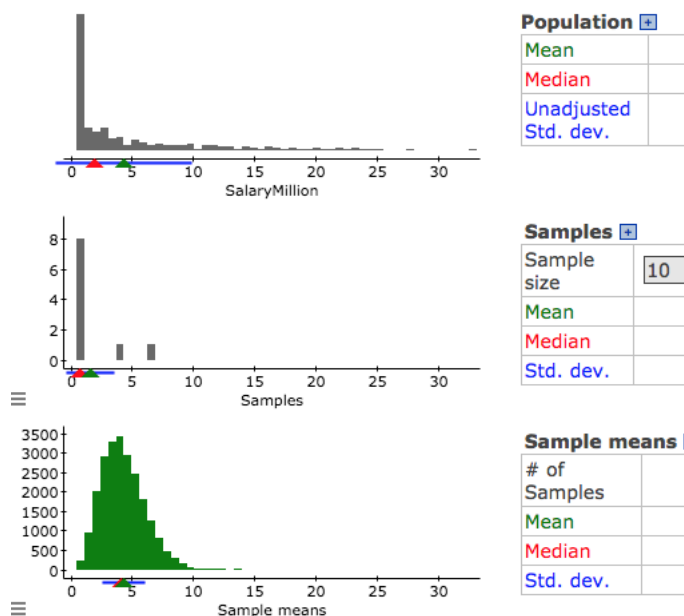 Population +
Mean
Median
Unadjusted
Std. dev.
0 5 10 15 20 25 30
SalaryMillion
Samples +
Sample
size
10
Mean
Median
Std. dev.
8
6
4
2
0
0 5 10 15 20 25 30
Samples
Sample means
# of
Samples
Mean
Median
Std. dev.
3500
3000
2500
2000
1500
1000
500
0
0 5 10 15 20 25 30
Sample means